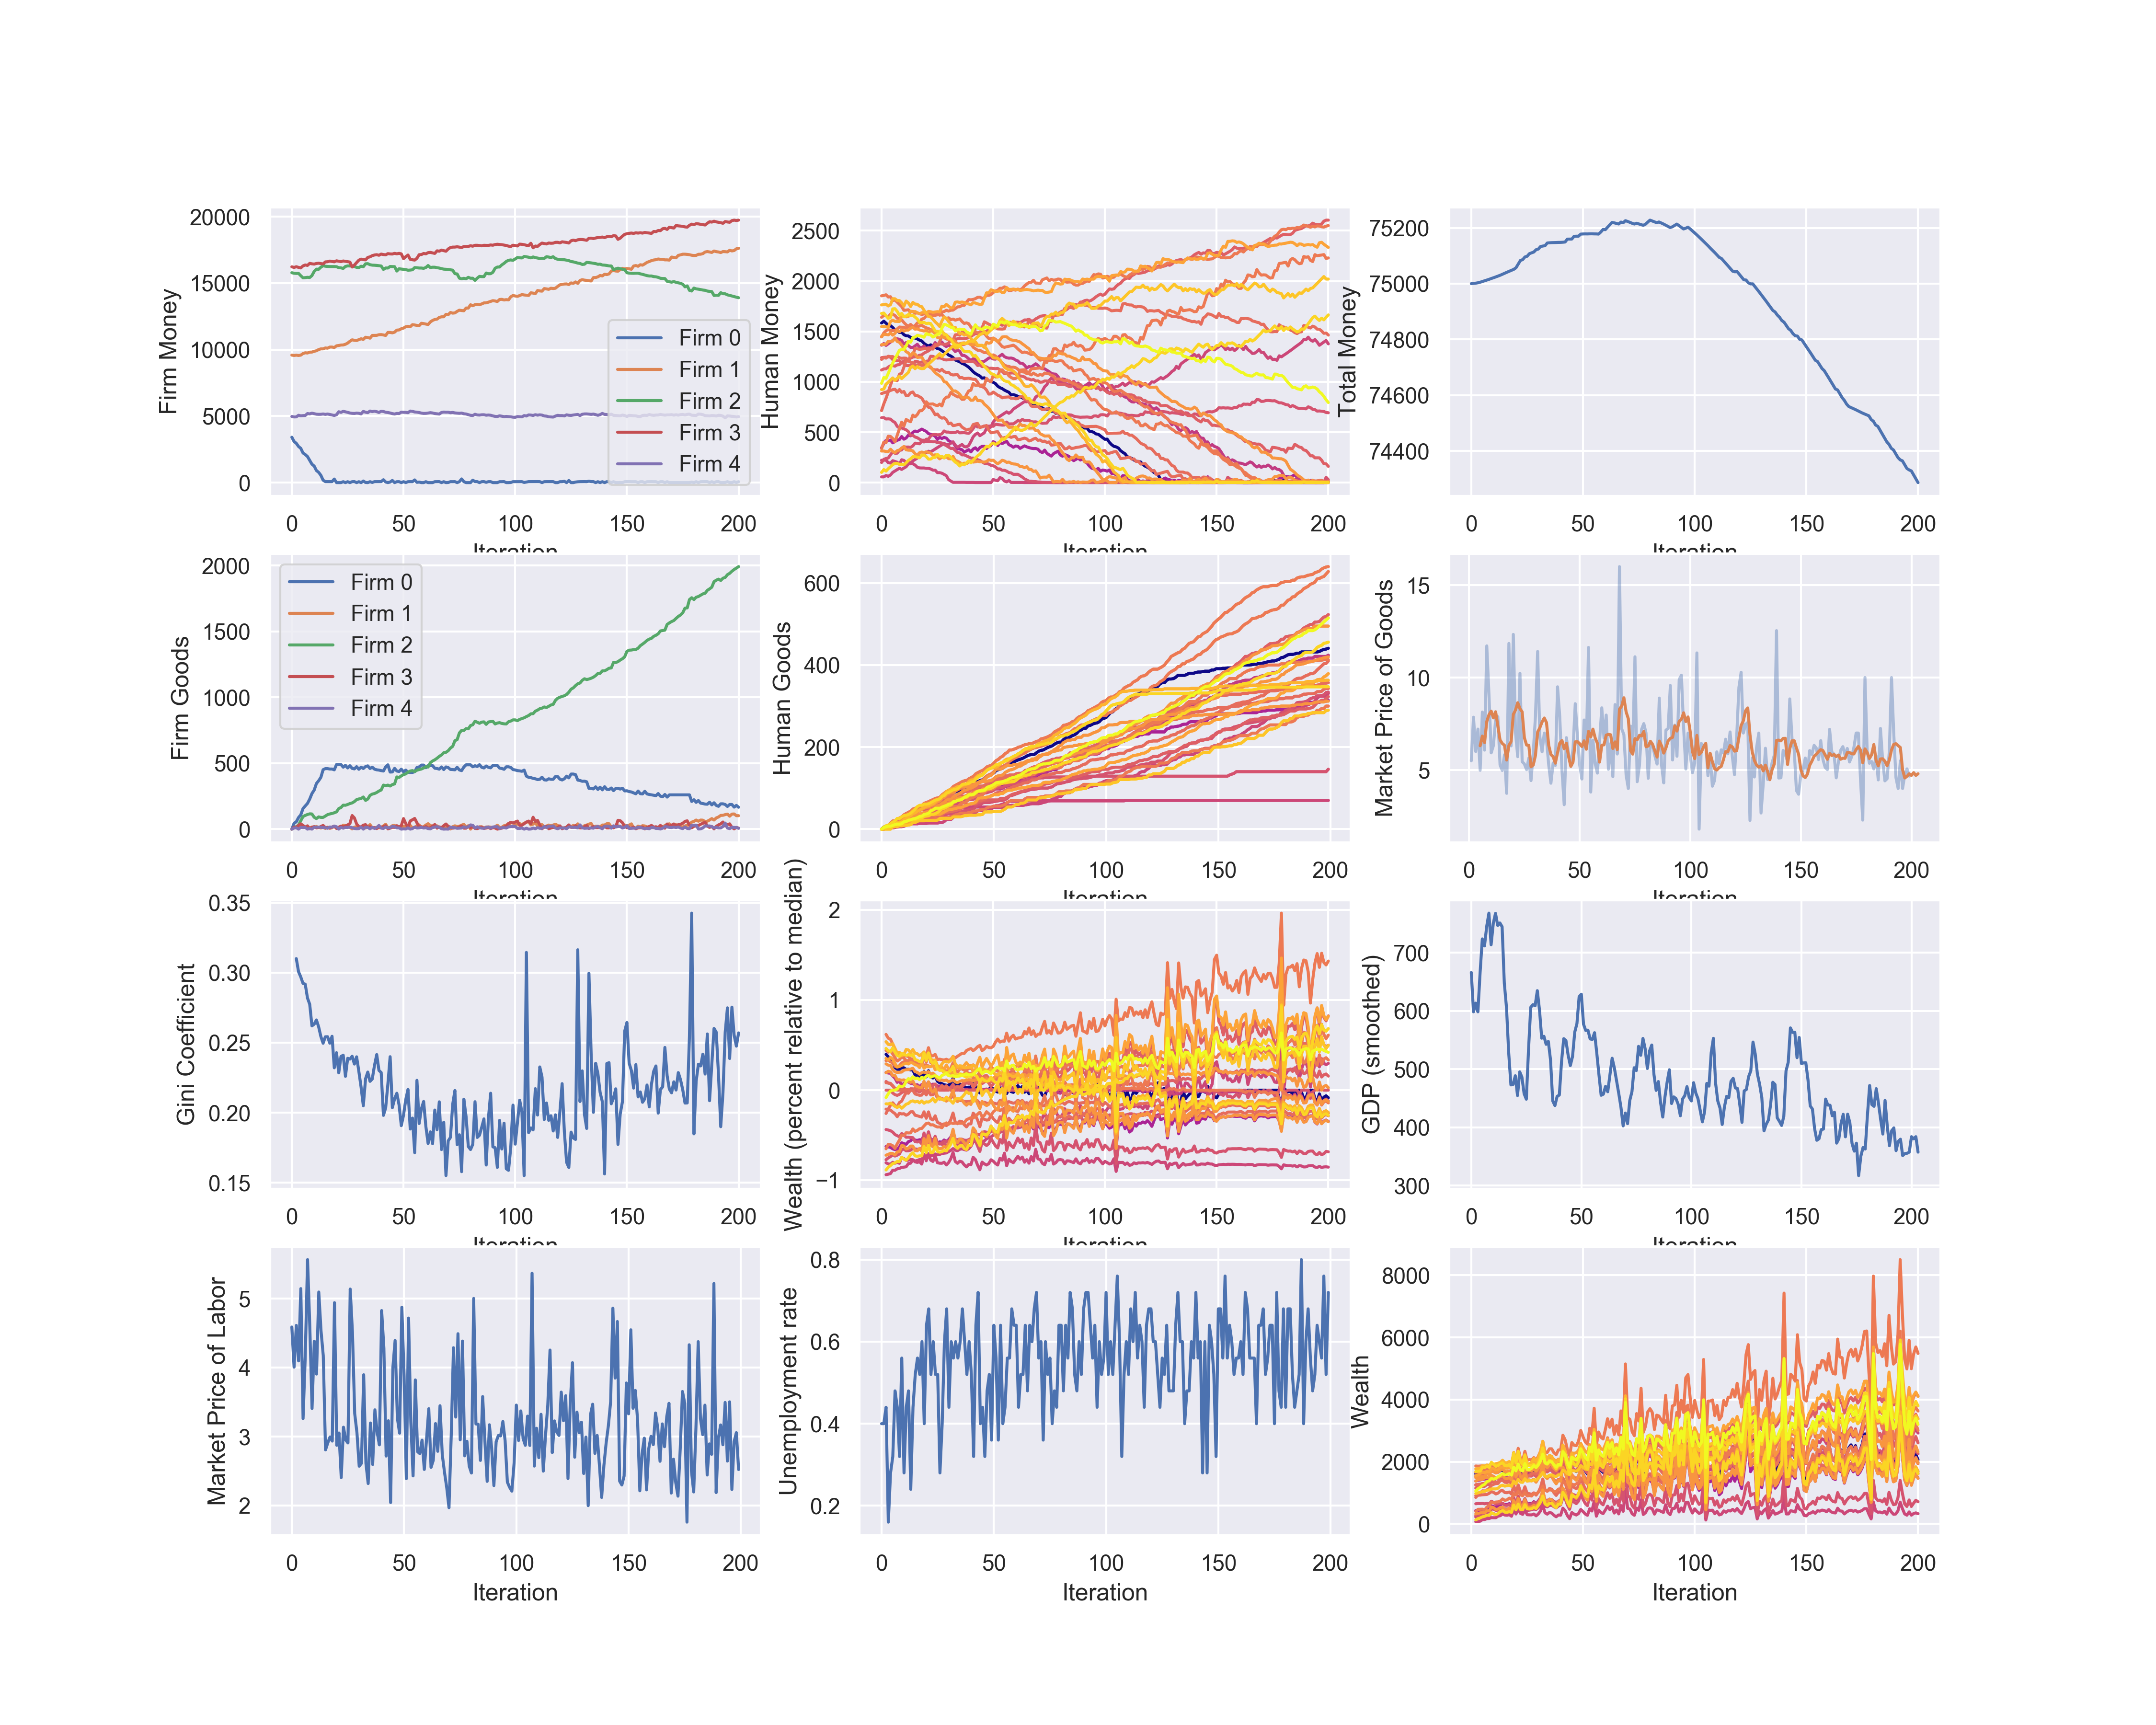 Firm Money
20000
15000
10000
5000
0
Firm 0
Firm 1
Firm 2
Firm 3
Firm 4
0 50 100 150 200
Iteration
Human Money
2500
2000
1500
1000
500
0
0 50 100 150 200
Iteration
Total Money
75200
75000
74800
74600
74400
0 50 100 150 200
Iteration
Firm Goods
2000
1500
1000
500
0
Firm 0
Firm 1
Firm 2
Firm 3
Firm 4
0 50 100 150 200
Iteration
Human Goods
600
400
200
0
0 50 100 150 200
Iteration
Market Price of Goods
15
10
5
0 50 100 150 200
Iteration
Gini Coefficient
0.35
0.30
0.25
0.20
0.15
0 50 100 150 200
Iteration
Wealth (percent relative to median)
2
1
0
−1
0 50 100 150 200
Iteration
GDP (smoothed)
700
600
500
400
300
0 50 100 150 200
Iteration
Market Price of Labor
5
4
3
2
0 50 100 150 200
Iteration
Unemployment rate
0.8
0.6
0.4
0.2
0 50 100 150 200
Iteration
Wealth
8000
6000
4000
2000
0
0 50 100 150 200
Iteration